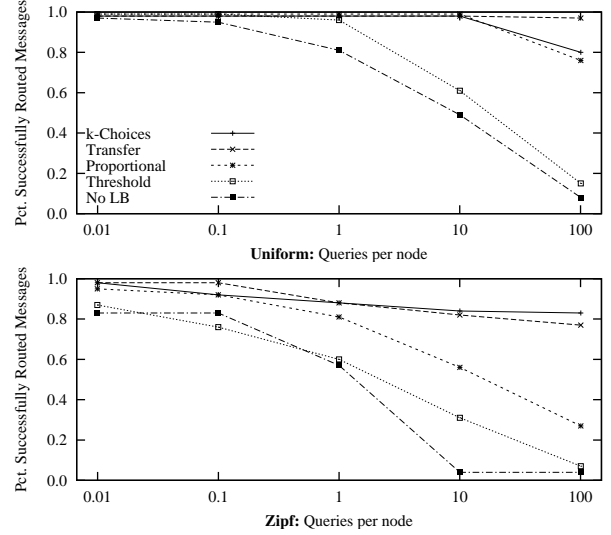 1.0
0.8
0.6
0.4
0.2
0.0
Pct. Successfully Routed Messages
k-Choices
Transfer
Proportional
Threshold
No LB
0.01 0.1 1 10 100
Uniform: Queries per node
1.0
0.8
0.6
0.4
0.2
0.0
Pct. Successfully Routed Messages
0.01 0.1 1 10 100
Zipf: Queries per node